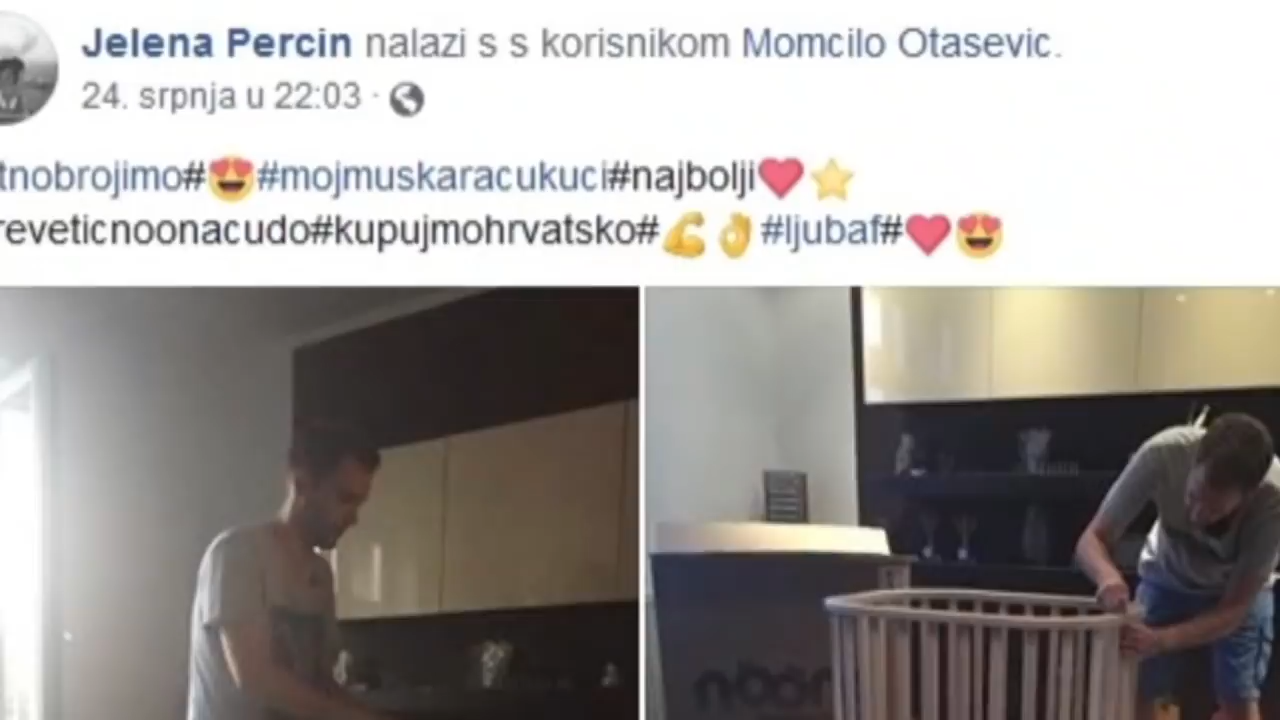 Jelena Percin nalazi s s korisnikom Momcilo Otasevic.
24. srpnja u 22:03 ·
tnobrojimo#😍#mojmuskaracukuci#najbolji❤️⭐
reveticnoonacudo#kupujmohrvatsko#💪👌#ljubaf#❤️😍